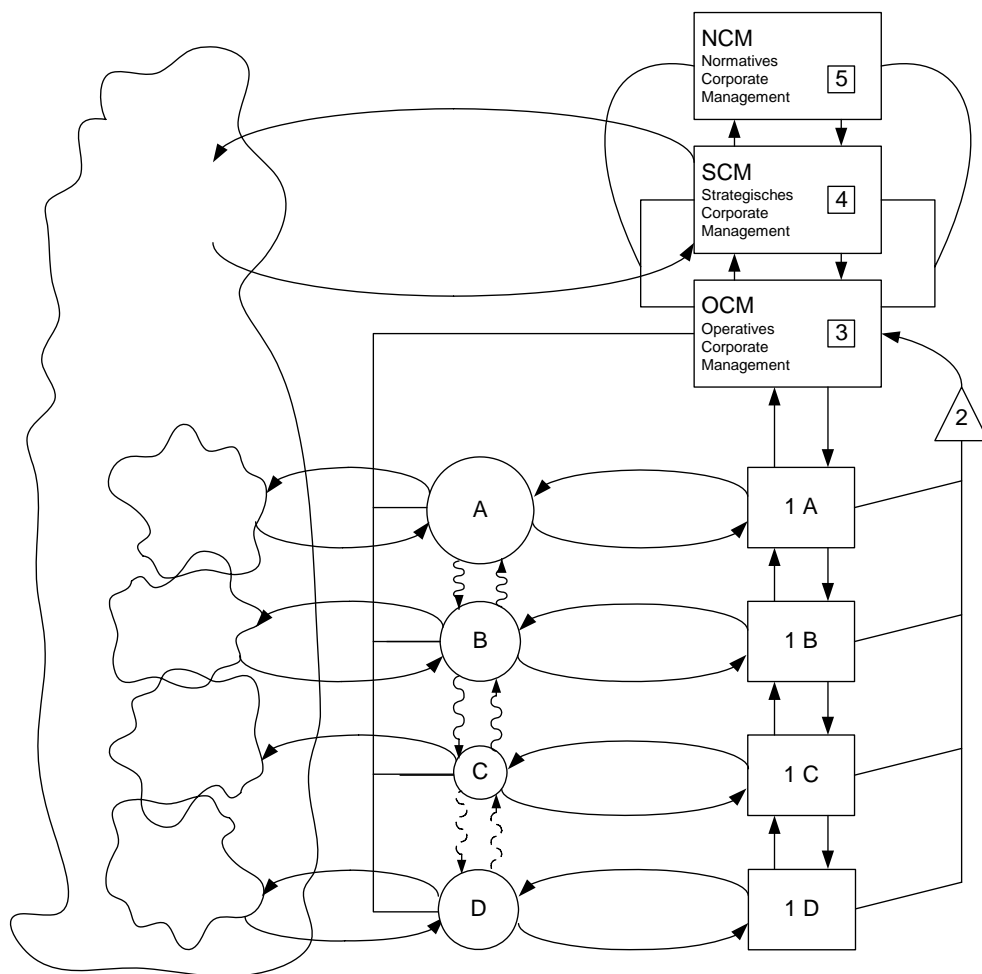 NCM
Normatives
Corporate
Management
5
SCM
Strategisches
Corporate
Management
4
OCM
Operatives
Corporate
Management
3
2
A
1 A
B
1 B
C
1 C
D
1 D